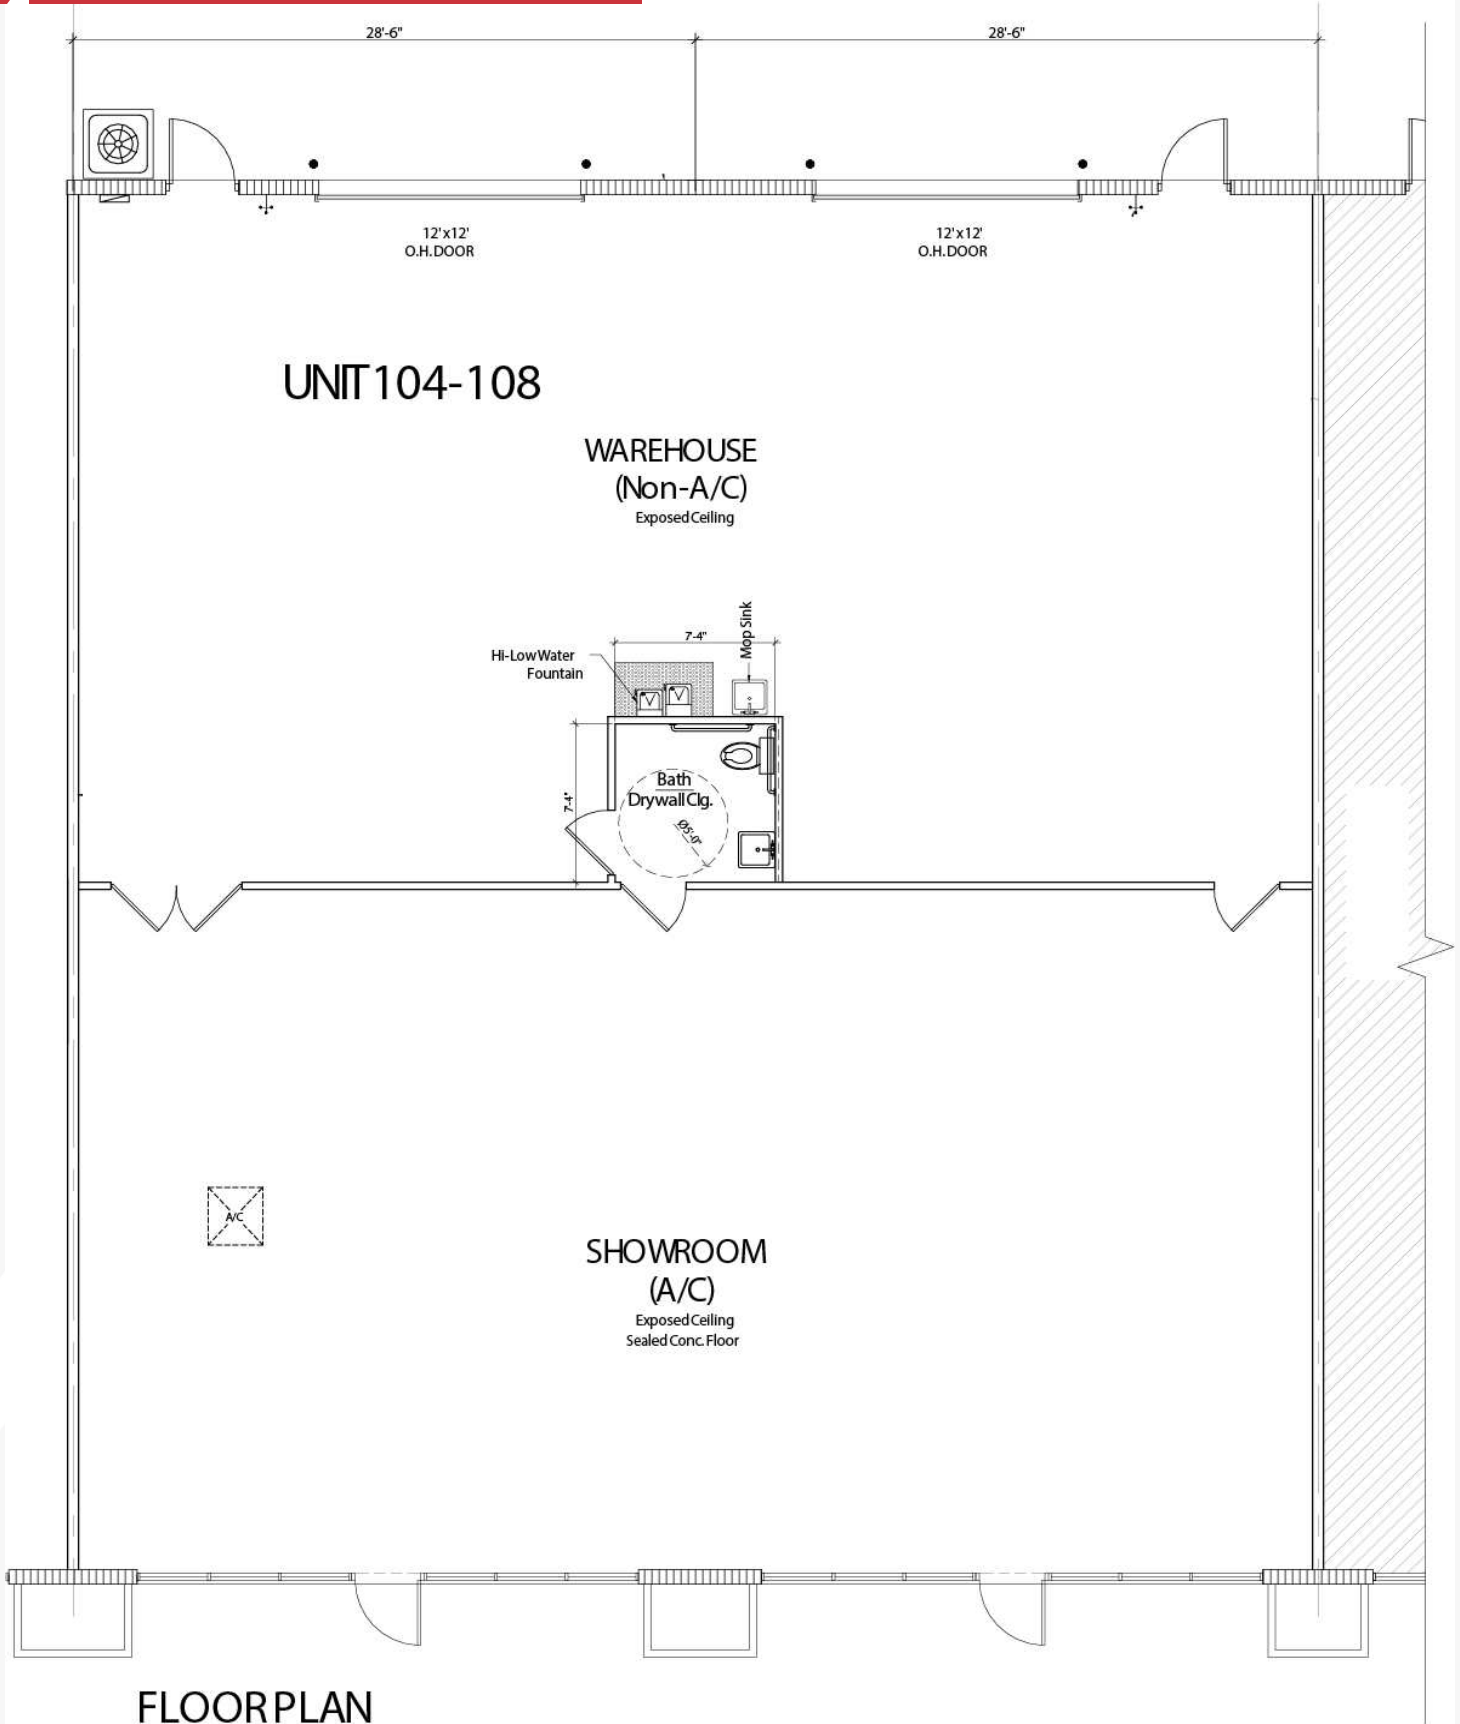 28'-6" 28'-6"
12'x12' 12'x12'
O.H. DOOR O.H. DOOR
UNIT 104-108
WAREHOUSE
(Non-A/C)
Exposed Ceiling
Mop Sink
7'-4"
Hi-Low Water
Fountain
Bath
Drywall Clg.
7'-4"
Ø5'-0"
A/C
SHOWROOM
(A/C)
Exposed Ceiling
Sealed Conc. Floor
FLOOR PLAN